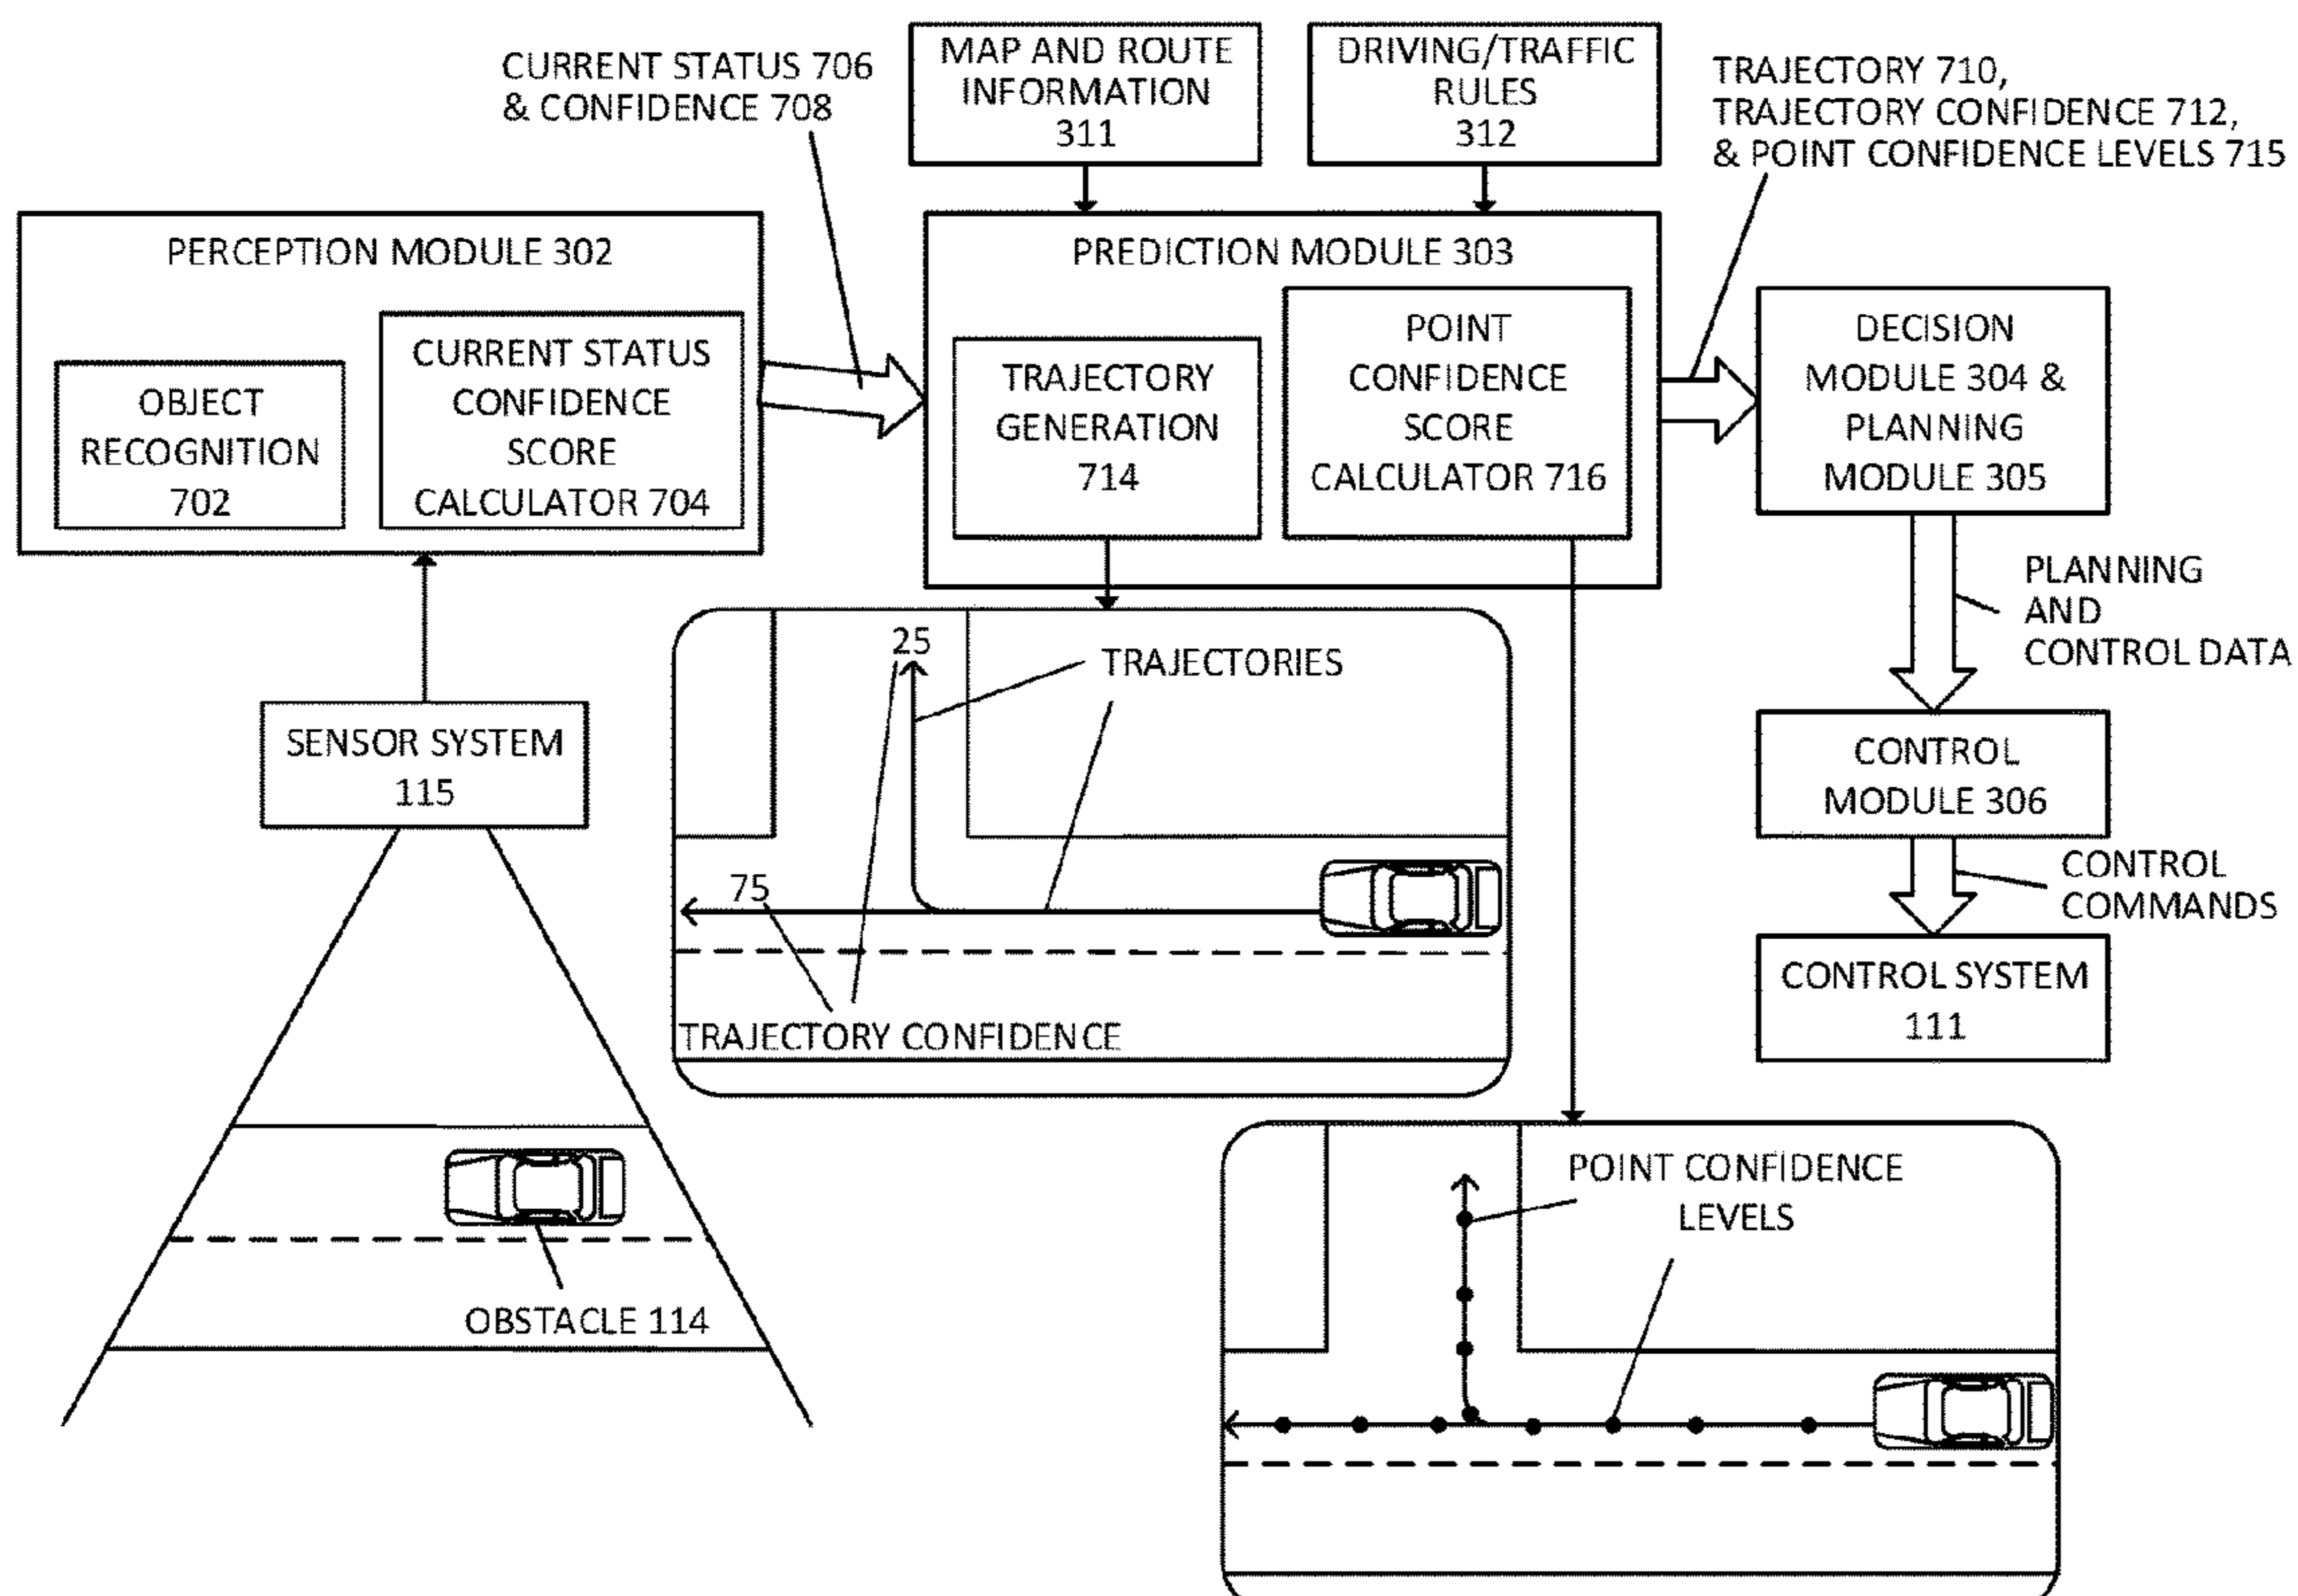 CURRENT STATUS 706
& CONFIDENCE 708
MAP AND ROUTE
INFORMATION
311
DRIVING/TRAFFIC
RULES
312
TRAJECTORY 710,
TRAJECTORY CONFIDENCE 712,
& POINT CONFIDENCE LEVELS 715
PERCEPTION MODULE 302
OBJECT
RECOGNITION
702
CURRENT STATUS
CONFIDENCE
SCORE
CALCULATOR 704
PREDICTION MODULE 303
TRAJECTORY
GENERATION
714
POINT
CONFIDENCE
SCORE
CALCULATOR 716
DECISION
MODULE 304 &
PLANNING
MODULE 305
PLANNING
AND
CONTROL DATA
SENSOR SYSTEM
115
25
TRAJECTORIES
75
TRAJECTORY CONFIDENCE
CONTROL
MODULE 306
CONTROL
COMMANDS
CONTROL SYSTEM
111
OBSTACLE 114
POINT CONFIDENCE
LEVELS